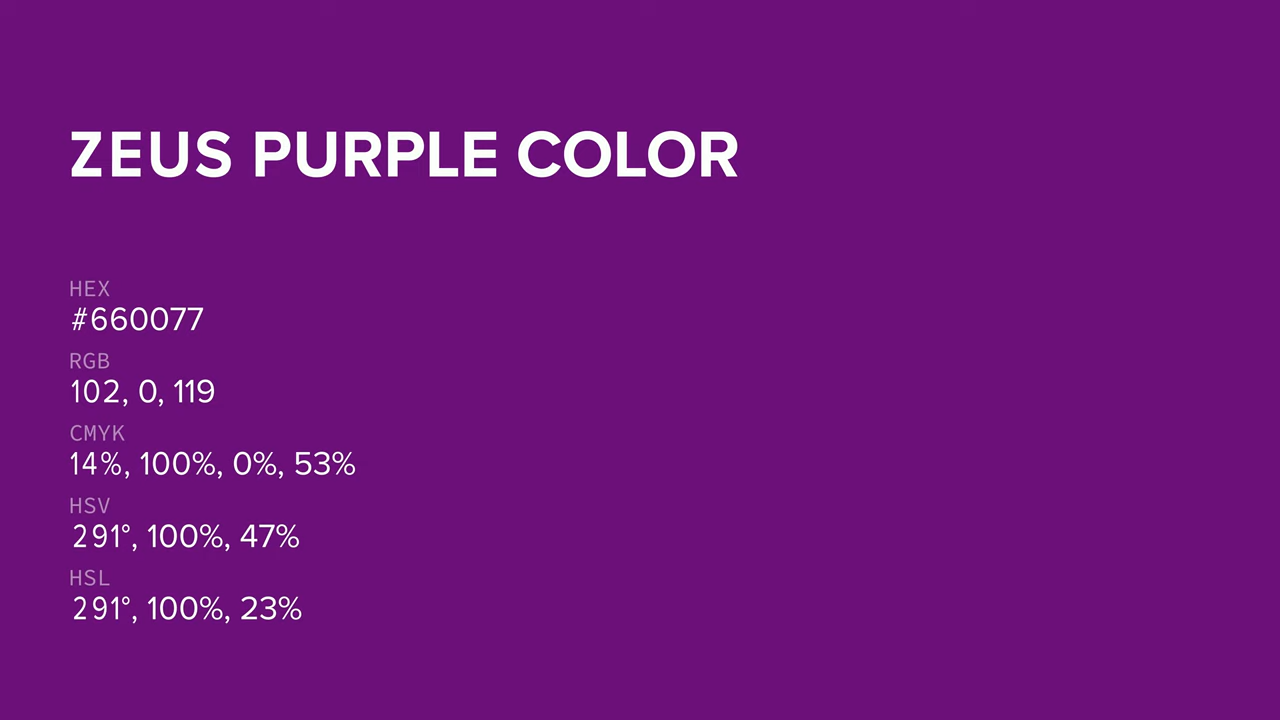 ZEUS PURPLE COLOR
HEX
#660077
RGB
102, 0, 119
CMYK
14%, 100%, 0%, 53%
HSV
291°, 100%, 47%
HSL
291°, 100%, 23%